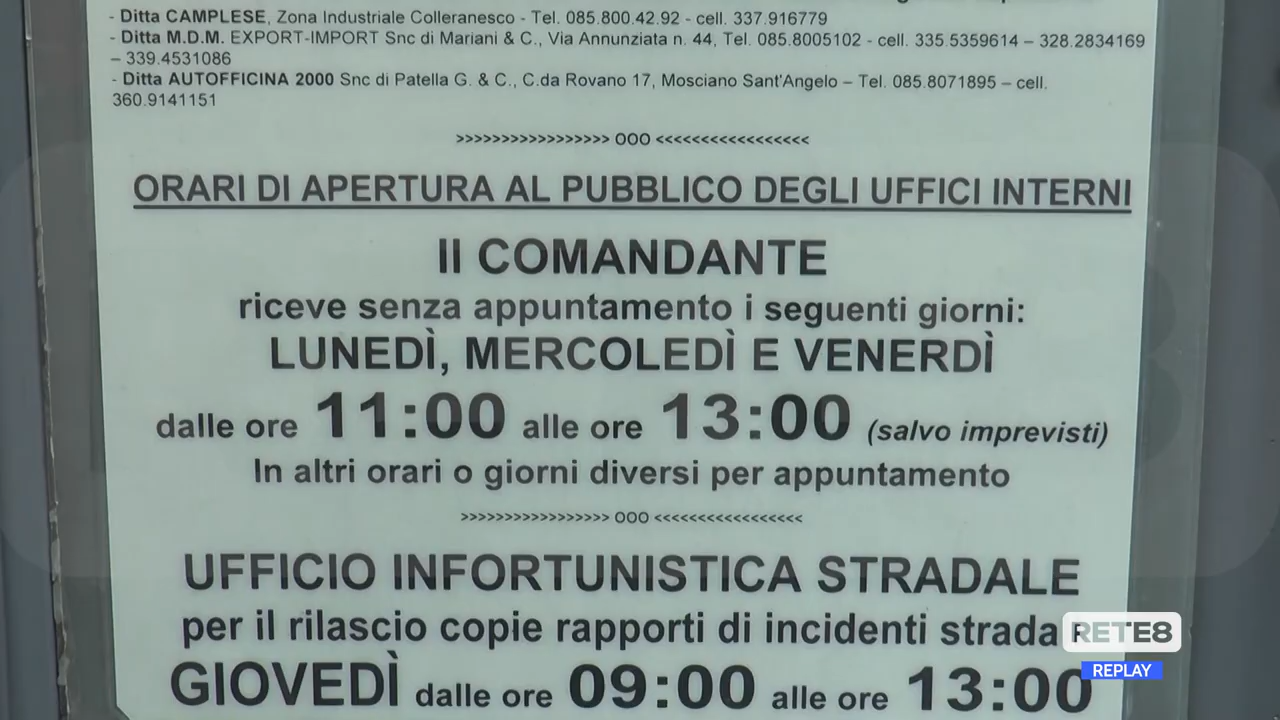 - Ditta CAMPLESE, Zona Industriale Colleranesco - Tel. 085.800.42.92 - cell. 337.916779
- Ditta M.D.M. EXPORT-IMPORT Snc di Mariani & C., Via Annunziata n. 44, Tel. 085.8005102 - cell. 335.5359614 – 328.2834169
– 339.4531086
- Ditta AUTOFFICINA 2000 Snc di Patella G. & C., C.da Rovano 17, Mosciano Sant'Angelo – Tel. 085.8071895 – cell.
360.9141151
>>>>>>>>>>>>>>>>>> OOO <<<<<<<<<<<<<<<<<<
ORARI DI APERTURA AL PUBBLICO DEGLI UFFICI INTERNI
Il COMANDANTE
riceve senza appuntamento i seguenti giorni:
LUNEDÌ, MERCOLEDÌ E VENERDÌ
dalle ore 11:00 alle ore 13:00 (salvo imprevisti)
In altri orari o giorni diversi per appuntamento
>>>>>>>>>>>>>>>>>> OOO <<<<<<<<<<<<<<<<<<
UFFICIO INFORTUNISTICA STRADALE
per il rilascio copie rapporti di incidenti strada
GIOVEDÌ dalle ore 09:00 alle ore 13:00
RETE8
REPLAY